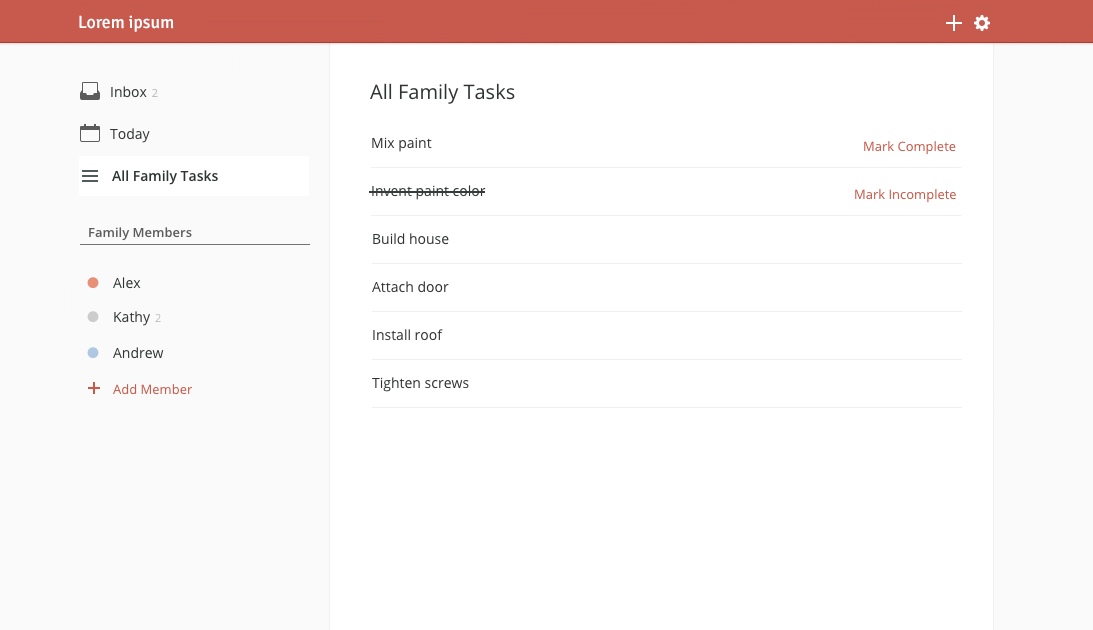 Lorem ipsum
Inbox 2
Today
All Family Tasks
Family Members
Alex
Kathy 2
Andrew
Add Member
All Family Tasks
Mix paint Mark Complete
Invent paint color Mark Incomplete
Build house
Attach door
Install roof
Tighten screws